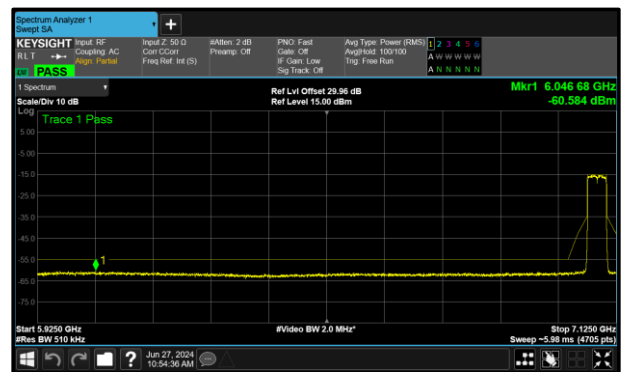 Spectrum Analyzer 1
Swept SA
KEYSIGHT
RLT
LW
PASS
Input: RF
Coupling: AC
Align: Partial
Input Z: 50 Ω
Corr CCorr
Freq Ref: Int (S)
#Atten: 2 dB
Preamp: Off
PNO: Fast
Gate: Off
IF Gain: Low
Sig Track: Off
Avg Type: Power (RMS)
Avg|Hold: 100/100
Trig: Free Run
1 2 3 4 5 6
A W W W W W
A N N N N N
1 Spectrum
Scale/Div 10 dB
Ref Lvl Offset 29.96 dB
Ref Level 15.00 dBm
Mkr1 6.046 68 GHz
-60.584 dBm
Log
Trace 1 Pass
5.00
-5.00
-15.0
-25.0
-35.0
-45.0
-55.0
-65.0
-75.0
1
Start 5.9250 GHz
#Res BW 510 kHz
#Video BW 2.0 MHz*
Stop 7.1250 GHz
Sweep ~5.98 ms (4705 pts)
?
Jun 27, 2024
10:54:36 AM